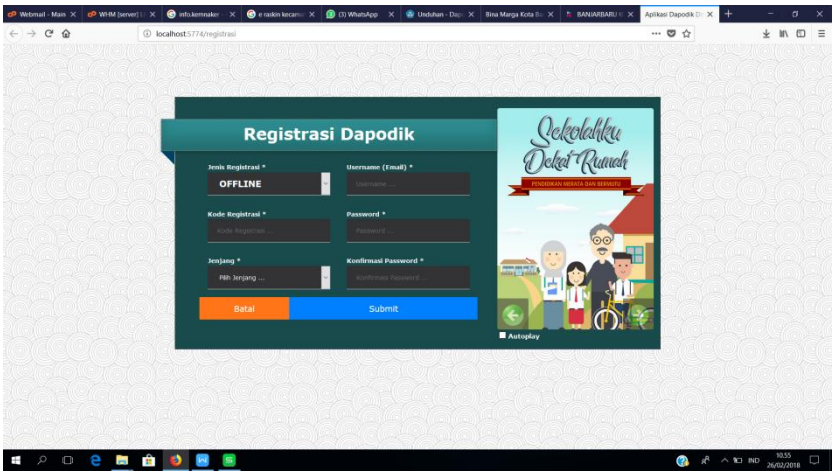 Webmail - Main
WHM [server]
info.kemnaker
e raskin kecama
(3) WhatsApp
Unduhan - Dapo
Bina Marga Kota B
BANJARBARU
Aplikasi Dapodik
localhost:5774/registrasi
Registrasi Dapodik
Jenis Registrasi *
OFFLINE
Username (Email) *
Username ...
Kode Registrasi *
Kode Registrasi ...
Password *
Password ...
Jenjang *
Pilih Jenjang ...
Konfirmasi Password *
Konfirmasi Password ...
Batal
Submit
Sekolahku
Dekat Rumah
PENDIDIKAN MERATA DAN BERMUTU
Autoplay
IND
10.55
26/02/2018